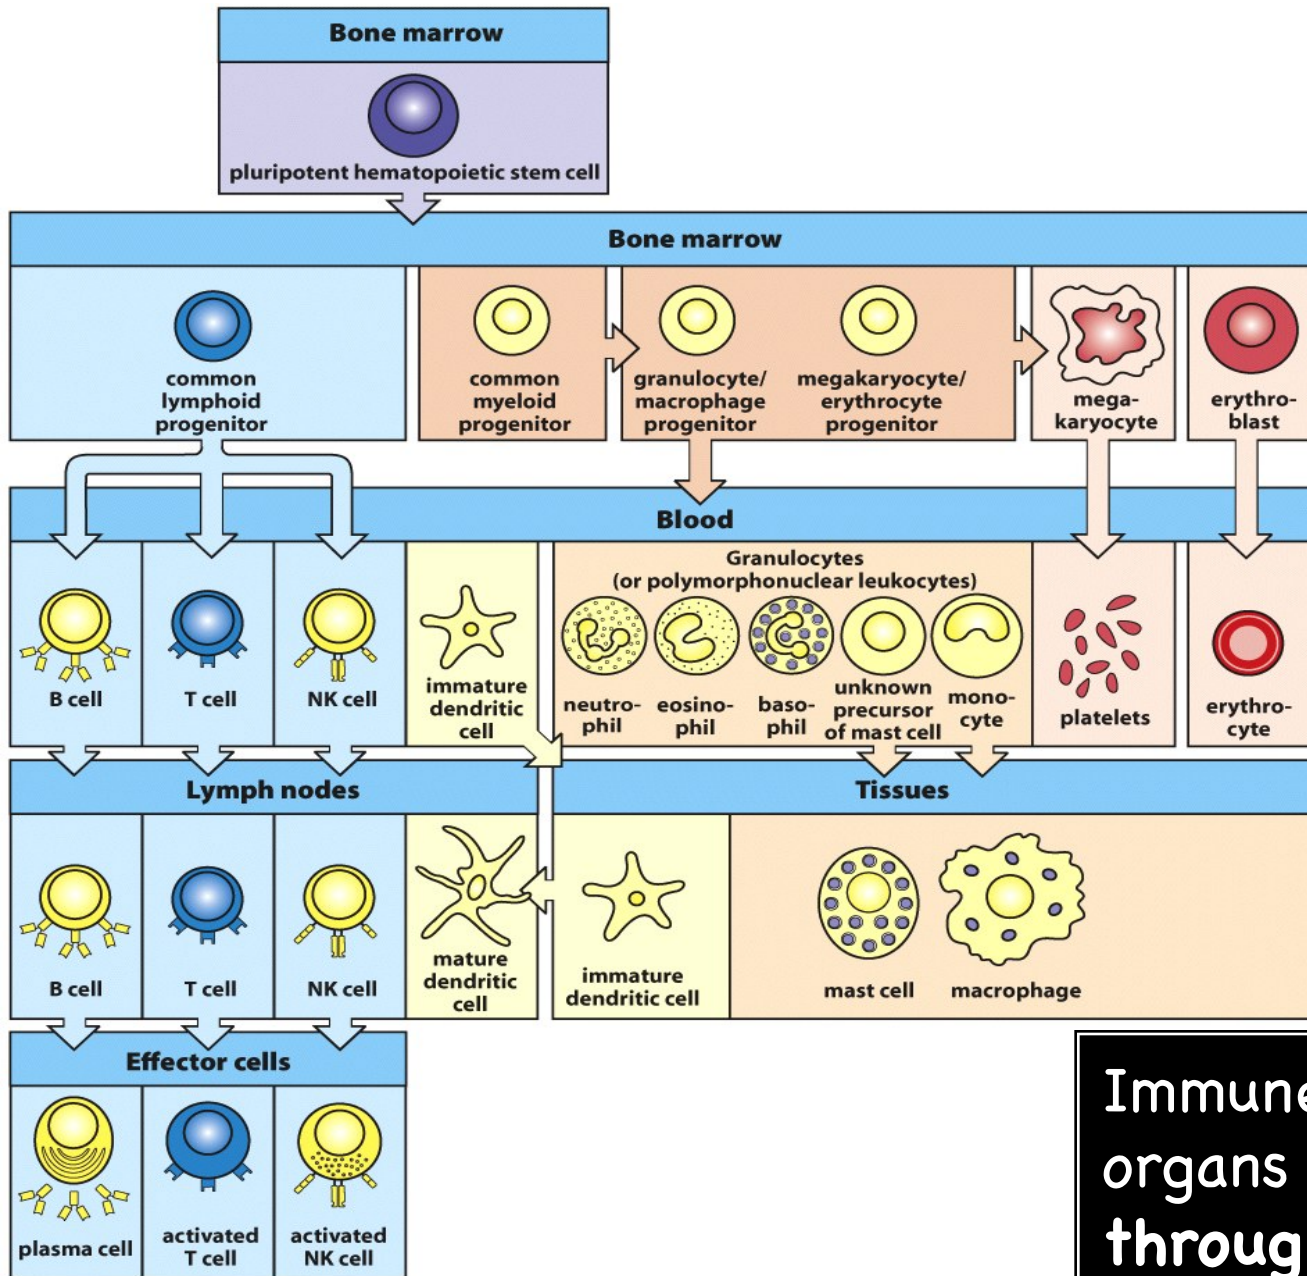 Bone marrow
pluripotent hematopoietic stem cell
Bone marrow
common
lymphoid
progenitor
common
myeloid
progenitor
granulocyte/
macrophage
progenitor
megakaryocyte/
erythrocyte
progenitor
mega-
karyocyte
erythro-
blast
Blood
B cell
T cell
NK cell
immature
dendritic
cell
Granulocytes
(or polymorphonuclear leukocytes)
neutro-
phil
eosino-
phil
baso-
phil
unknown
precursor
of mast cell
mono-
cyte
platelets
erythro-
cyte
Lymph nodes
B cell
T cell
NK cell
mature
dendritic
cell
Tissues
immature
dendritic cell
mast cell
macrophage
Effector cells
plasma cell
activated
T cell
activated
NK cell
Immune
organs
throug